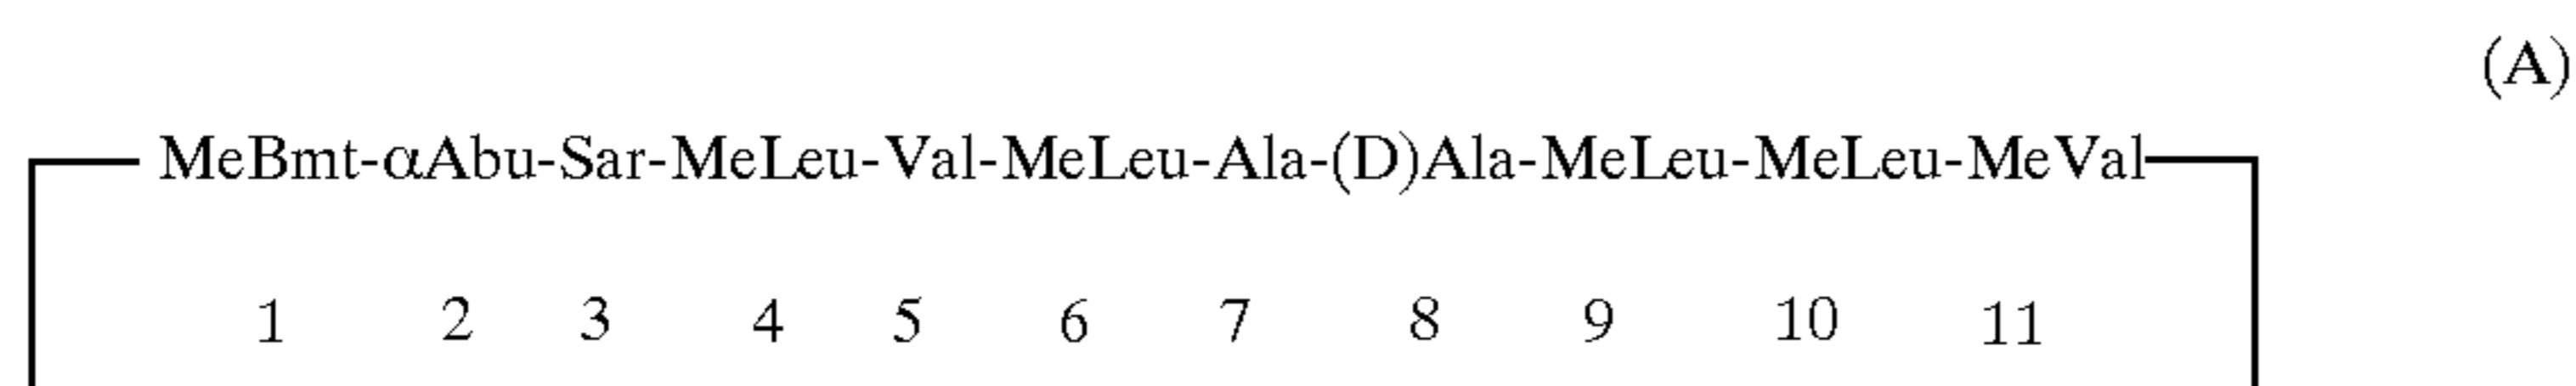 (A)
MeBmt-αAbu-Sar-MeLeu-Val-MeLeu-Ala-(D)Ala-MeLeu-MeLeu-MeVal
1 2 3 4 5 6 7 8 9 10 11